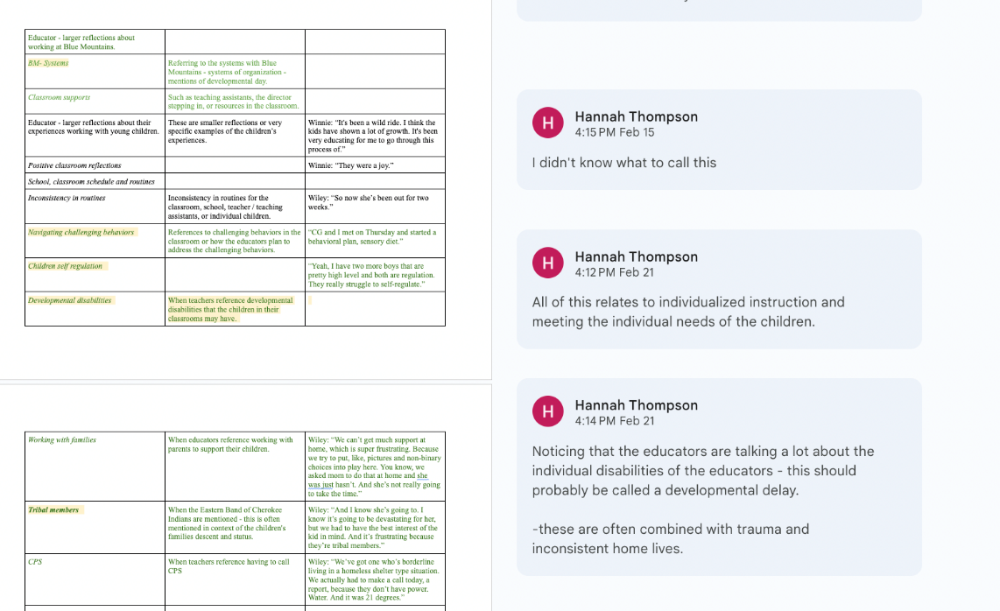 Educator - larger reflections about
working at Blue Mountains.
BM- Systems
Referring to the systems with Blue
Mountains - systems of organization -
mentions of developmental day.
Classroom supports
Such as teaching assistants, the director
stepping in, or resources in the classroom.
Educator - larger reflections about their
experiences working with young children.
These are smaller reflections or very
specific examples of the children's
experiences.
Winnie: “It's been a wild ride. I think the
kids have shown a lot of growth. It's been
very educating for me to go through this
process of.”
Positive classroom reflections
Winnie: “They were a joy.”
School, classroom schedule and routines
Inconsistency in routines
Inconsistency in routines for the
classroom, school, teacher / teaching
assistants, or individual children.
Wiley: “So now she's been out for two
weeks.”
Navigating challenging behaviors
References to challenging behaviors in the
classroom or how the educators plan to
address the challenging behaviors.
“CG and I met on Thursday and started a
behavioral plan, sensory diet.”
Children self regulation
“Yeah, I have two more boys that are
pretty high level and both are regulation.
They really struggle to self-regulate.”
Developmental disabilities
When teachers reference developmental
disabilities that the children in their
classrooms may have.
Working with families
When educators reference working with
parents to support their children.
Wiley: “We can't get much support at
home, which is super frustrating. Because
we try to put, like, pictures and non-binary
choices into play here. You know, we
asked mom to do that at home and she
was just hasn't. And she's not really going
to take the time.”
Tribal members
When the Eastern Band of Cherokee
Indians are mentioned - this is often
mentioned in context of the children's
families descent and status.
Wiley: “And I know she's going to. I
know it's going to be devastating for her,
but we had to have the best interest of the
kid in mind. And it's frustrating because
they're tribal members.”
CPS
When teachers reference having to call
CPS
Wiley: “We've got one who's borderline
living in a homeless shelter type situation.
We actually had to make a call today, a
report, because they don't have power.
Water. And it was 21 degrees.”
H
Hannah Thompson
4:15 PM Feb 15
I didn't know what to call this
H
Hannah Thompson
4:12 PM Feb 21
All of this relates to individualized instruction and
meeting the individual needs of the children.
H
Hannah Thompson
4:14 PM Feb 21
Noticing that the educators are talking a lot about the
individual disabilities of the educators - this should
probably be called a developmental delay.
-these are often combined with trauma and
inconsistent home lives.